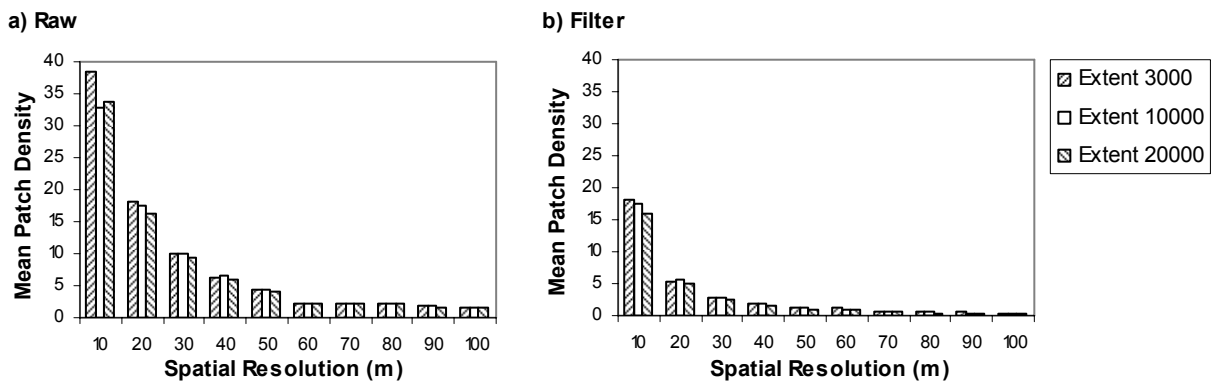 a) Raw
Mean Patch Density
40
35
30
25
20
15
10
5
0
10 20 30 40 50 60 70 80 90 100
Spatial Resolution (m)
b) Filter
Mean Patch Density
40
35
30
25
20
15
10
5
0
10 20 30 40 50 60 70 80 90 100
Spatial Resolution (m)
Extent 3000
Extent 10000
Extent 20000